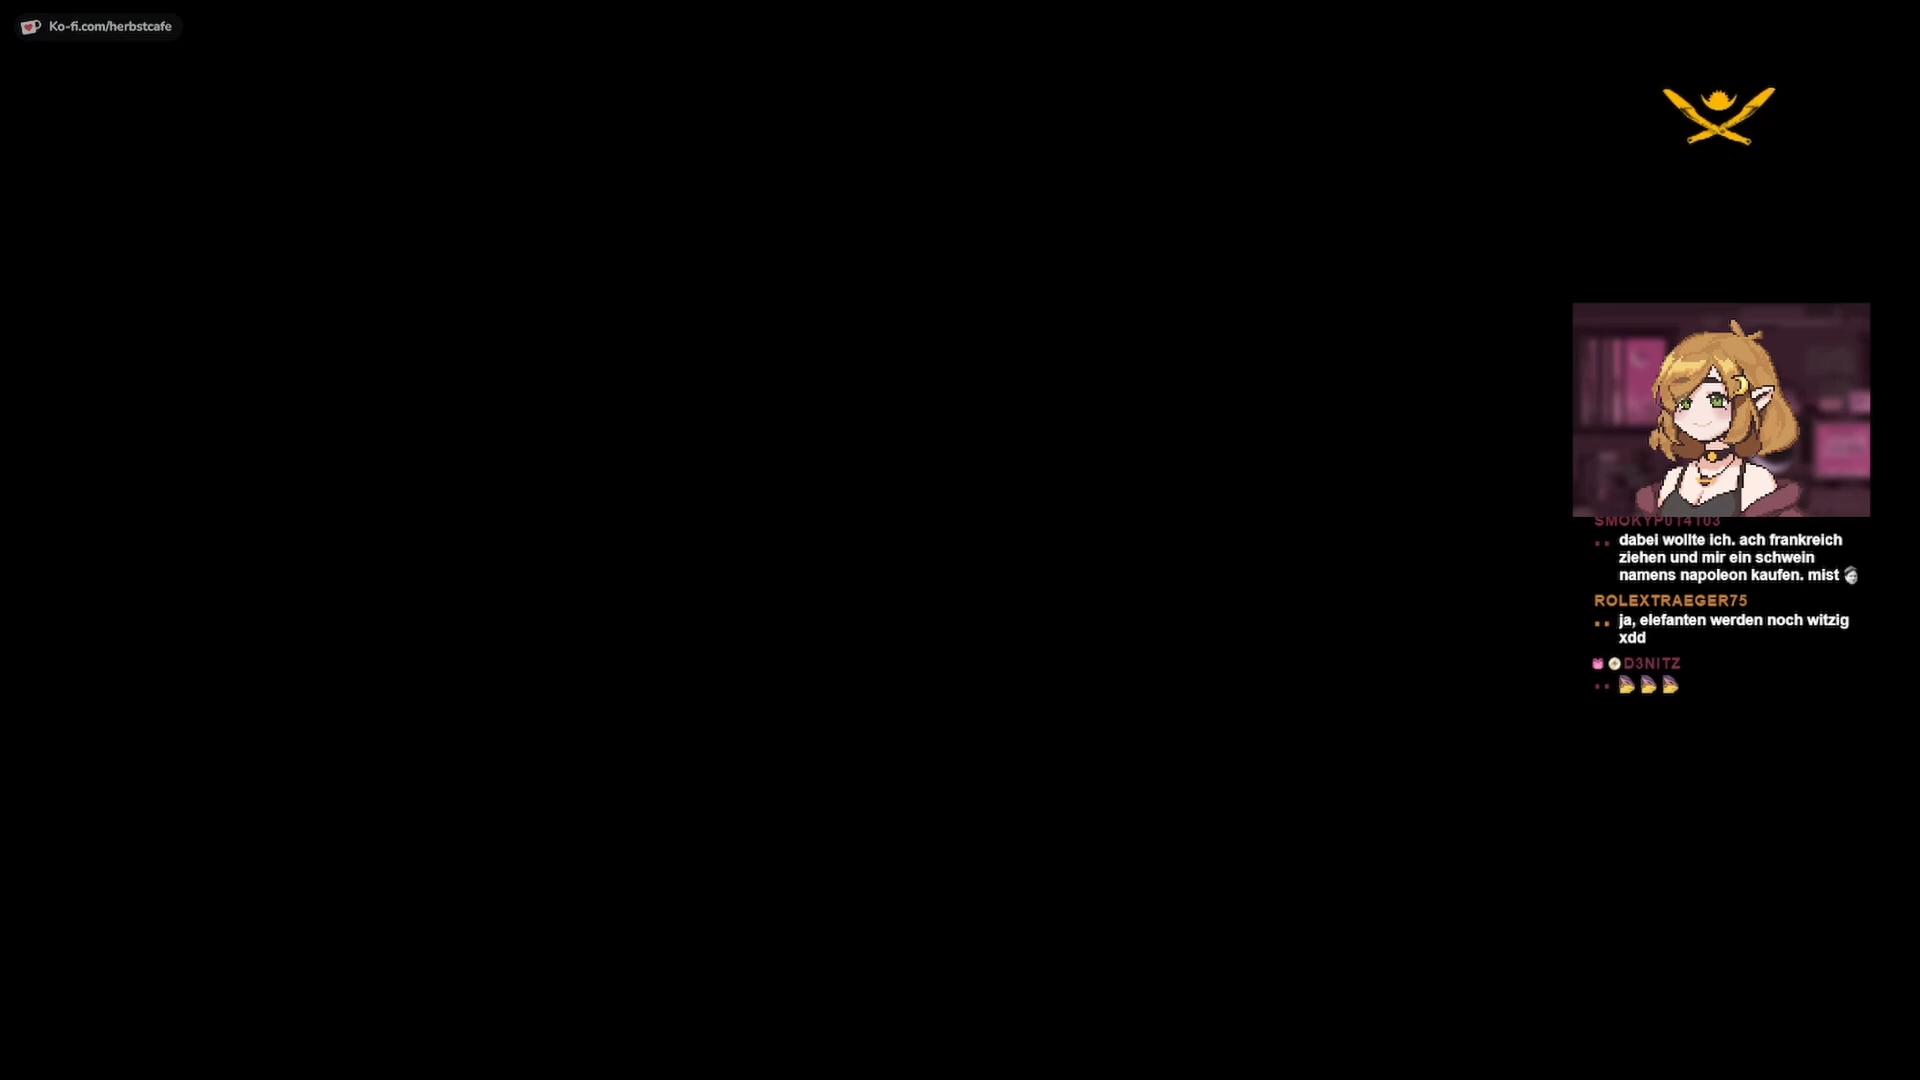 Ko-fi.com/herbstcafe
SMOKYP014103
dabei wollte ich. ach frankreich
ziehen und mir ein schwein
namens napoleon kaufen. mist
ROLEXTRAEGER75
ja, elefanten werden noch witzig
xdd
D3NITZ